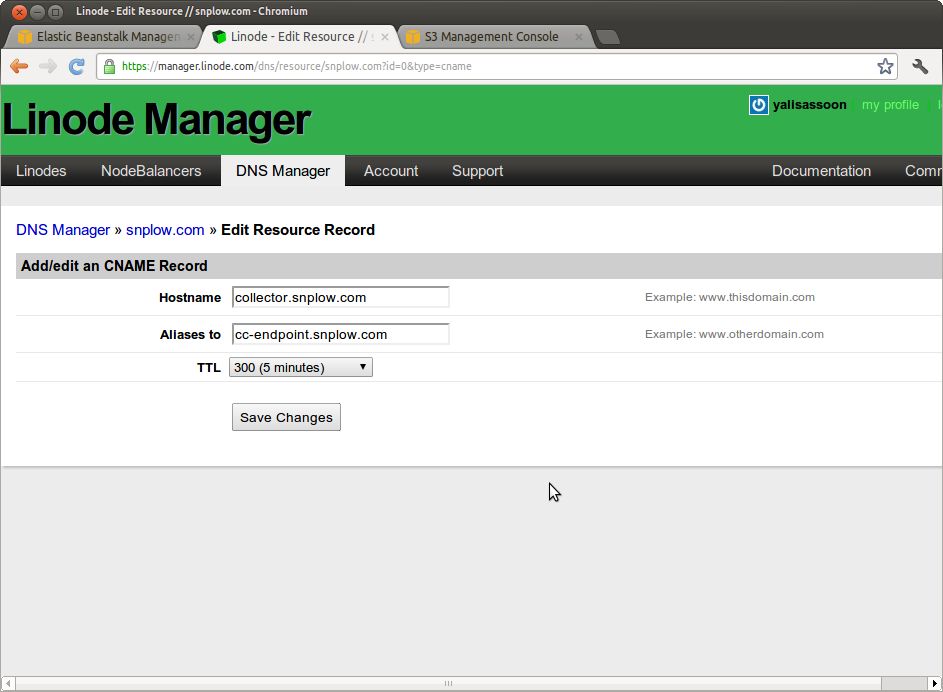 Linode - Edit Resource // snplow.com - Chromium
Elastic Beanstalk Managen
Linode - Edit Resource //
S3 Management Console
https://manager.linode.com/dns/resource/snplow.com?id=0&type=cname
Linode Manager
yalisassoon | my profile |
Linodes NodeBalancers DNS Manager Account Support Documentation Com
DNS Manager » snplow.com » Edit Resource Record
Add/edit an CNAME Record
Hostname collector.snplow.com Example: www.thisdomain.com
Aliases to cc-endpoint.snplow.com Example: www.otherdomain.com
TTL 300 (5 minutes)
Save Changes